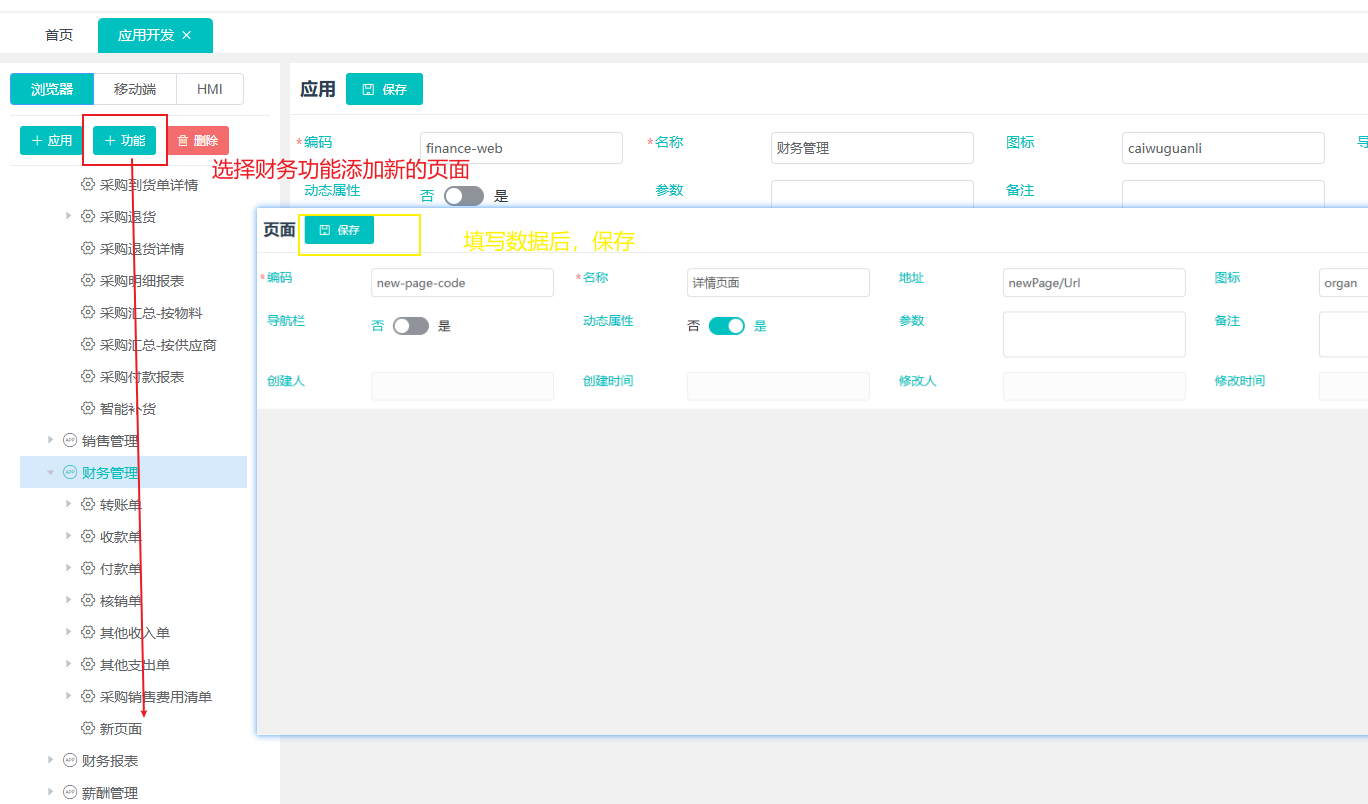 首页
应用开发 ×
浏览器
移动端
HMI
+ 应用
+ 功能
删除
采购到货单详情
采购退货
采购退货详情
采购明细报表
采购汇总-按物料
采购汇总-按供应商
采购付款报表
智能补货
销售管理
财务管理
转账单
收款单
付款单
核销单
其他收入单
其他支出单
采购销售费用清单
新页面
财务报表
薪酬管理
应用
保存
*编码
finance-web
*名称
财务管理
图标
caiwuguanli
选择财务功能添加新的页面
动态属性
否
是
参数
备注
页面
保存
填写数据后，保存
*编码
new-page-code
*名称
详情页面
地址
newPage/Url
图标
organ
导航栏
否
是
动态属性
否
是
参数
备注
创建人
创建时间
修改人
修改时间